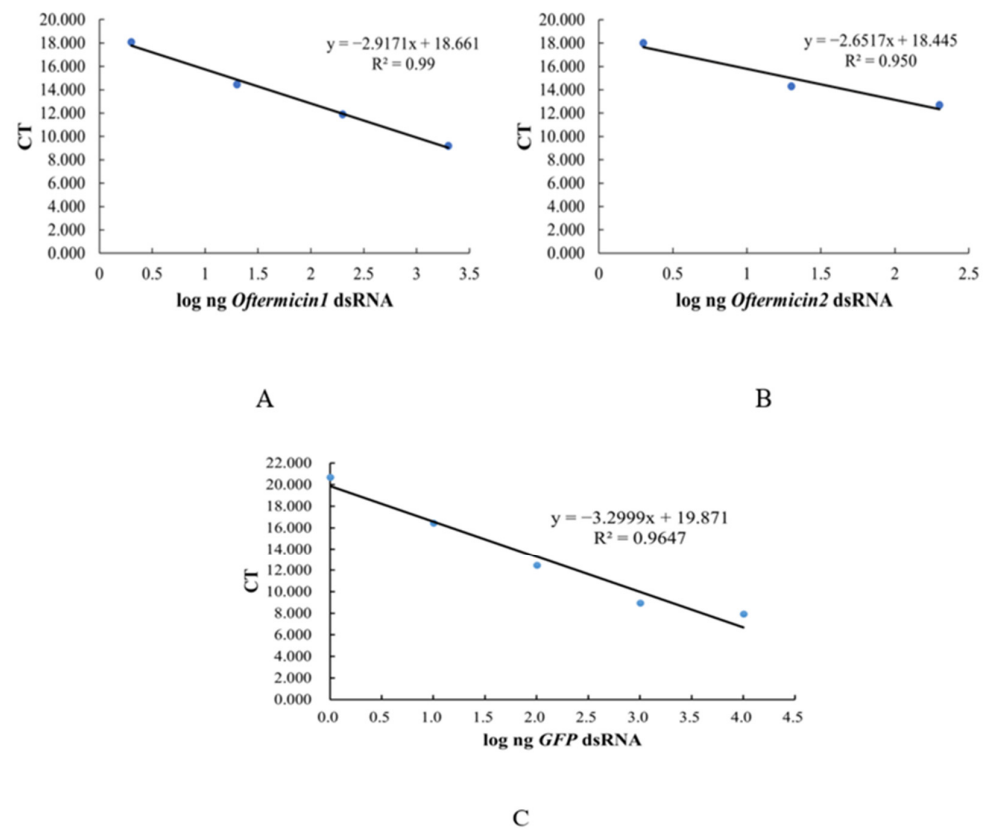 20.000
18.000
16.000
14.000
12.000
10.000
8.000
6.000
4.000
2.000
0.000
CT
y = −2.9171x + 18.661
R² = 0.99
0 0.5 1 1.5 2 2.5 3 3.5
log ng Oftermicin1 dsRNA
A
20.000
18.000
16.000
14.000
12.000
10.000
8.000
6.000
4.000
2.000
0.000
CT
y = −2.6517x + 18.445
R² = 0.950
0 0.5 1 1.5 2 2.5
log ng Oftermicin2 dsRNA
B
22.000
20.000
18.000
16.000
14.000
12.000
10.000
8.000
6.000
4.000
2.000
0.000
CT
y = −3.2999x + 19.871
R² = 0.9647
0.0 0.5 1.0 1.5 2.0 2.5 3.0 3.5 4.0 4.5
log ng GFP dsRNA
C